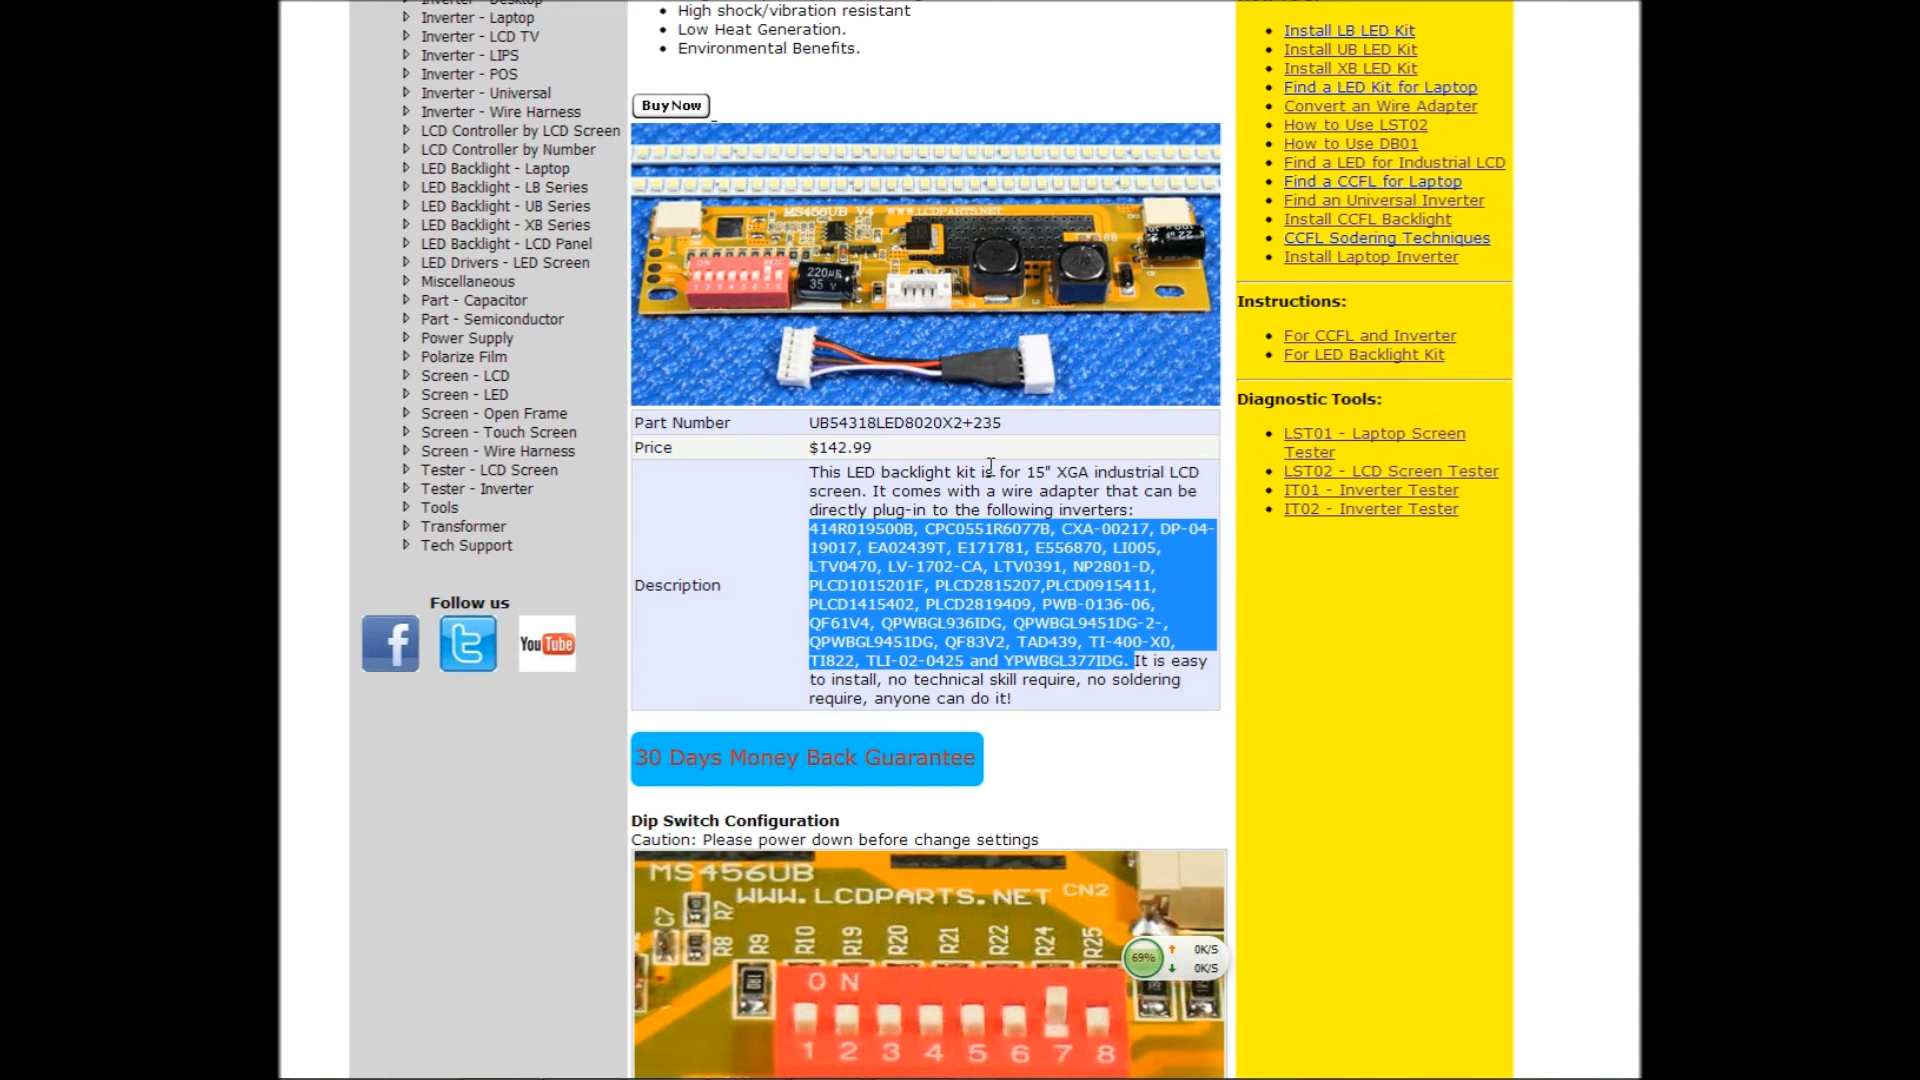 Inverter - Laptop
Inverter - LCD TV
Inverter - LIPS
Inverter - POS
Inverter - Universal
Inverter - Wire Harness
LCD Controller by LCD Screen
LCD Controller by Number
LED Backlight - Laptop
LED Backlight - LB Series
LED Backlight - UB Series
LED Backlight - XB Series
LED Backlight - LCD Panel
LED Drivers - LED Screen
Miscellaneous
Part - Capacitor
Part - Semiconductor
Power Supply
Polarize Film
Screen - LCD
Screen - LED
Screen - Open Frame
Screen - Touch Screen
Screen - Wire Harness
Tester - LCD Screen
Tester - Inverter
Tools
Transformer
Tech Support
Follow us
f
t
You Tube
High shock/vibration resistant
Low Heat Generation.
Environmental Benefits.
Buy Now
MS456UB V4 WWW.LCDPARTS.NET
ON
1 2 3 4 5 6 7 8
220µF
35 V
Part Number UB54318LED8020X2+235
Price $142.99
Description
This LED backlight kit is for 15" XGA industrial LCD
screen. It comes with a wire adapter that can be
directly plug-in to the following inverters:
414R019500B, CPC0551R6077B, CXA-00217, DP-04-
19017, EA02439T, E171781, E556870, LI005,
LTV0470, LV-1702-CA, LTV0391, NP2801-D,
PLCD1015201F, PLCD2815207,PLCD0915411,
PLCD1415402, PLCD2819409, PWB-0136-06,
QF61V4, QPWBGL936IDG, QPWBGL9451DG-2-,
QPWBGL9451DG, QF83V2, TAD439, TI-400-X0,
TI822, TLI-02-0425 and YPWBGL377IDG. It is easy
to install, no technical skill require, no soldering
require, anyone can do it!
30 Days Money Back Guarantee
Dip Switch Configuration
Caution: Please power down before change settings
MS456UB
WWW.LCDPARTS.NET CN2
C7 R7 R8 R9 R10 R19 R20 R21 R22 R24 R25
ON
1 2 3 4 5 6 7 8
69%
0K/S
0K/S
Install LB LED Kit
Install UB LED Kit
Install XB LED Kit
Find a LED Kit for Laptop
Convert an Wire Adapter
How to Use LST02
How to Use DB01
Find a LED for Industrial LCD
Find a CCFL for Laptop
Find an Universal Inverter
Install CCFL Backlight
CCFL Sodering Techniques
Install Laptop Inverter
Instructions:
For CCFL and Inverter
For LED Backlight Kit
Diagnostic Tools:
LST01 - Laptop Screen
Tester
LST02 - LCD Screen Tester
IT01 - Inverter Tester
IT02 - Inverter Tester